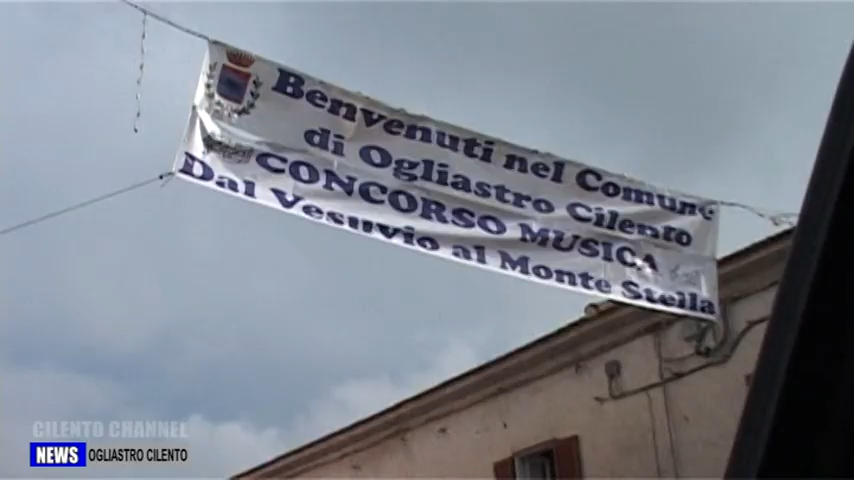 Benvenuti nel Comune
di Ogliastro Cilento
CONCORSO MUSICA
Dal Vesuvio al Monte Stella
CILENTO CHANNEL
NEWS OGLIASTRO CILENTO